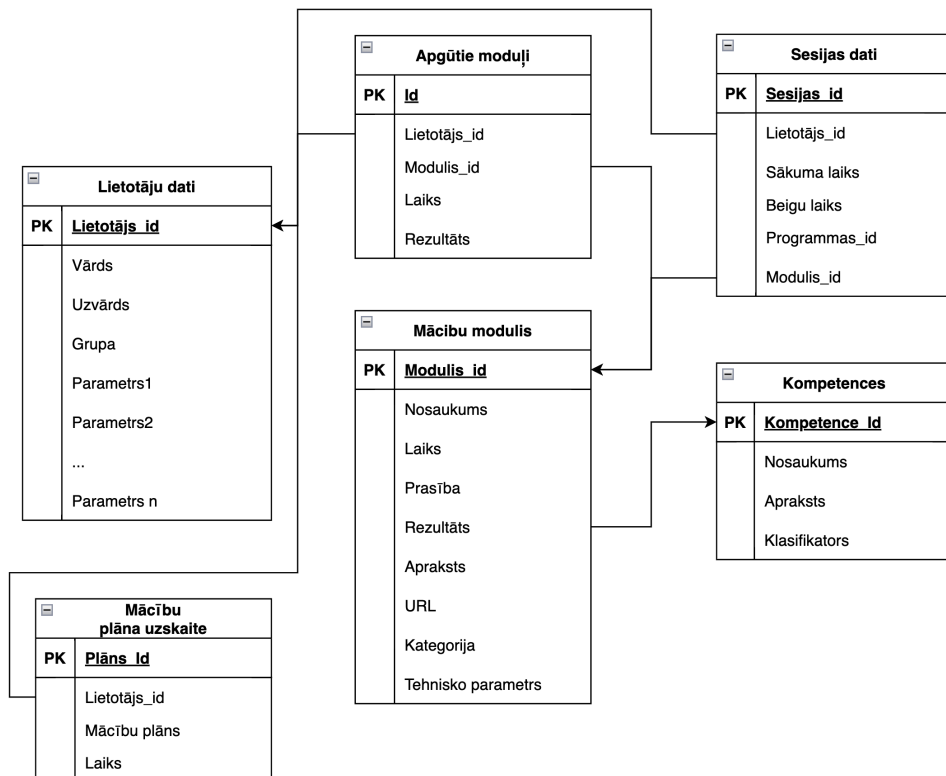 Apgūtie moduļi
PK Id
Lietotājs_id
Modulis_id
Laiks
Rezultāts
Sesijas dati
PK Sesijas_id
Lietotājs_id
Sākuma laiks
Beigu laiks
Programmas_id
Modulis_id
Lietotāju dati
PK Lietotājs_id
Vārds
Uzvārds
Grupa
Parametrs1
Parametrs2
...
Parametrs n
Mācibu modulis
PK Modulis_id
Nosaukums
Laiks
Prasība
Rezultāts
Apraksts
URL
Kategorija
Tehnisko parametrs
Kompetences
PK Kompetence_Id
Nosaukums
Apraksts
Klasifikators
Mācību
plāna uzskaite
PK Plāns_Id
Lietotājs_id
Mācību plāns
Laiks